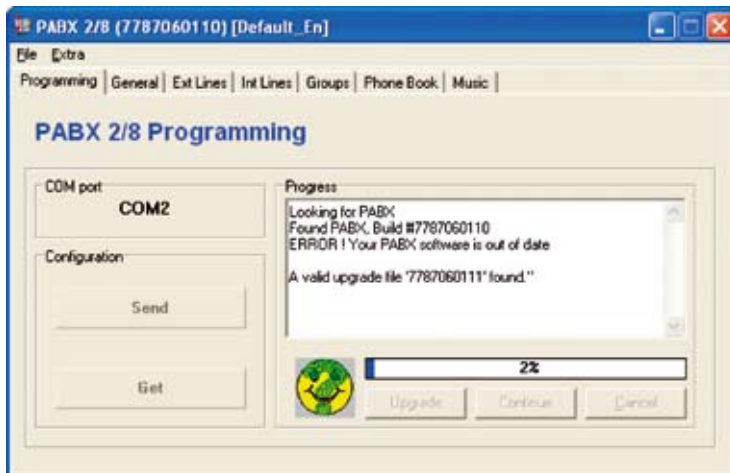 PABX 2/8 (7787060110) [Default_En]
File Extra
Programming General Ext Lines Int Lines Groups Phone Book Music
PABX 2/8 Programming
COM port
COM2
Configuration
Send
Get
Progress
Looking for PABX
Found PABX, Build #7787060110
ERROR ! Your PABX software is out of date
A valid upgrade file '7787060111' found."
2%
Upgrade Continue Cancel